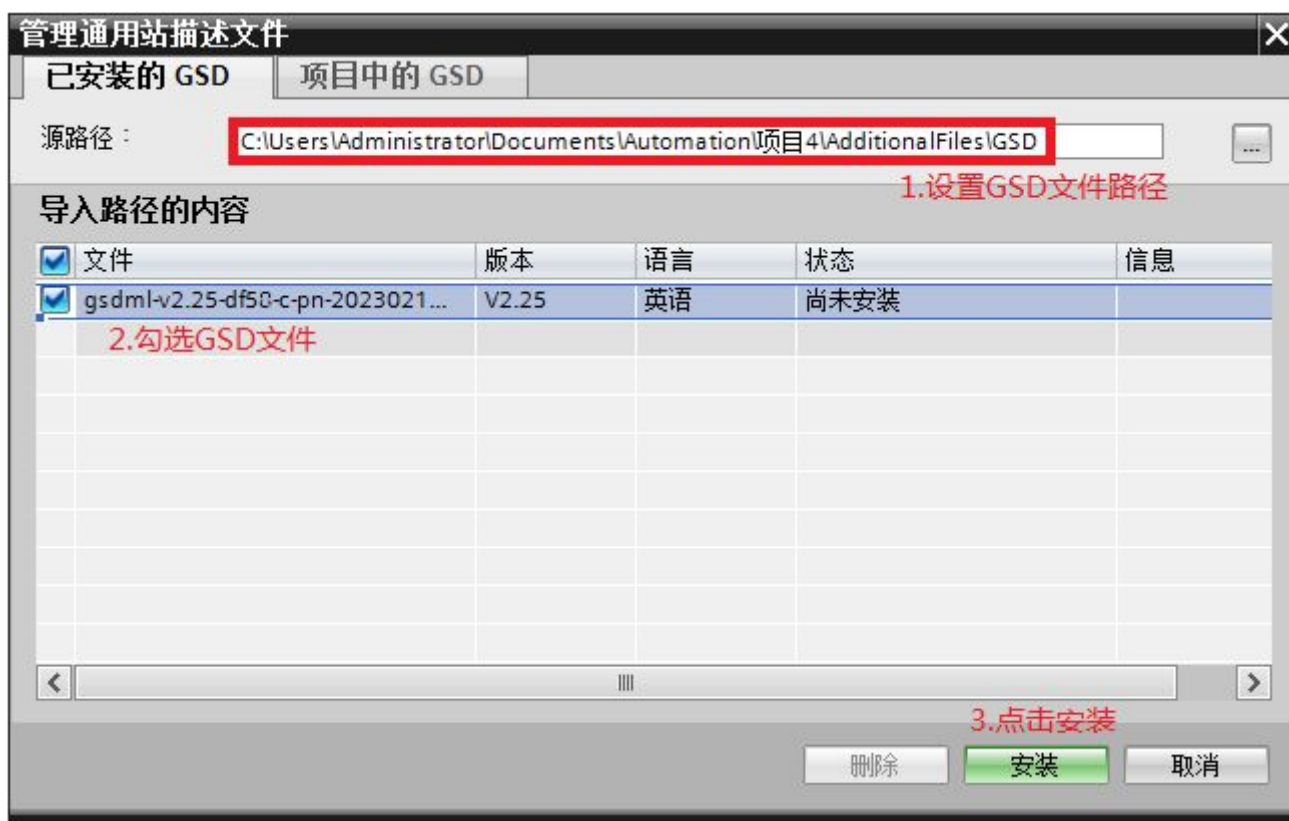 管理通用站描述文件
已安装的 GSD
项目中的 GSD
源路径：
C:\Users\Administrator\Documents\Automation\项目4\AdditionalFiles\GSD
...
1.设置GSD文件路径
导入路径的内容
文件 版本 语言 状态 信息
gsdml-v2.25-df58-c-pn-2023021... V2.25 英语 尚未安装
2.勾选GSD文件
3.点击安装
删除 安装 取消